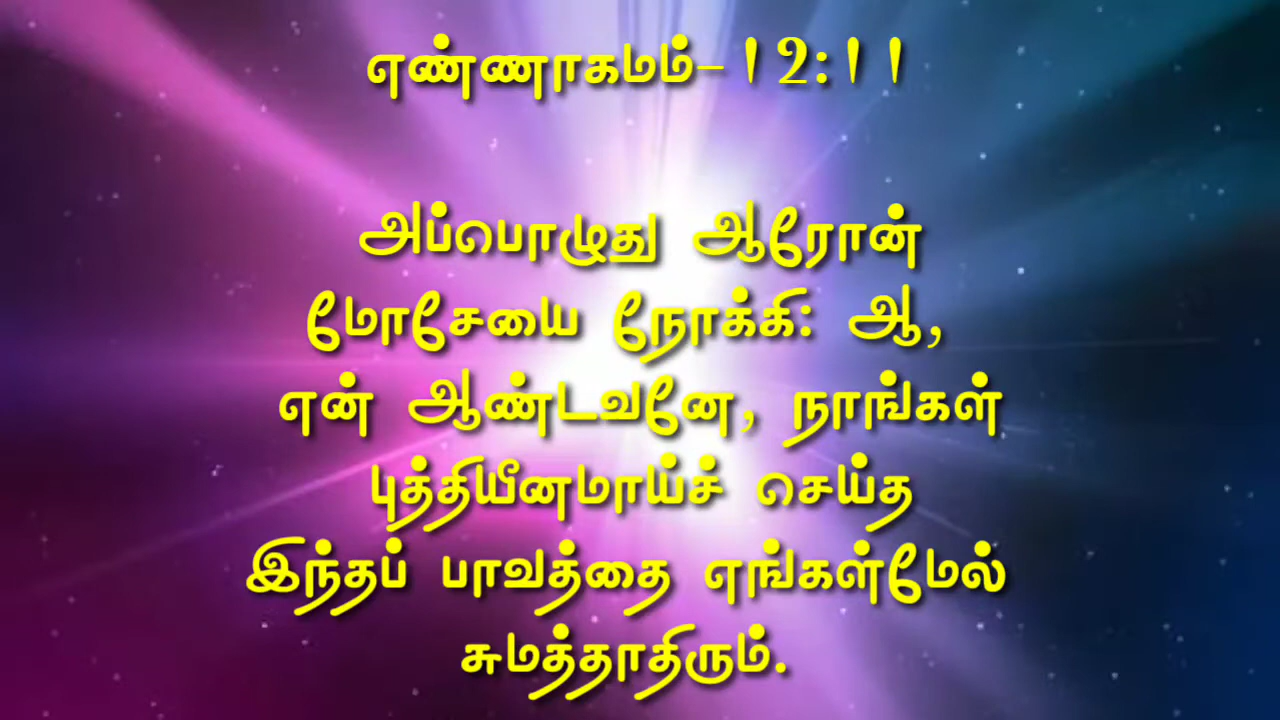 எண்ணாகமம்-12:11
அப்பொழுது ஆரோன்
மோசேயை நோக்கி: ஆ,
என் ஆண்டவனே, நாங்கள்
புத்தியீனமாய்ச் செய்த
இந்தப் பாவத்தை எங்கள்மேல்
சுமத்தாதிரும்.